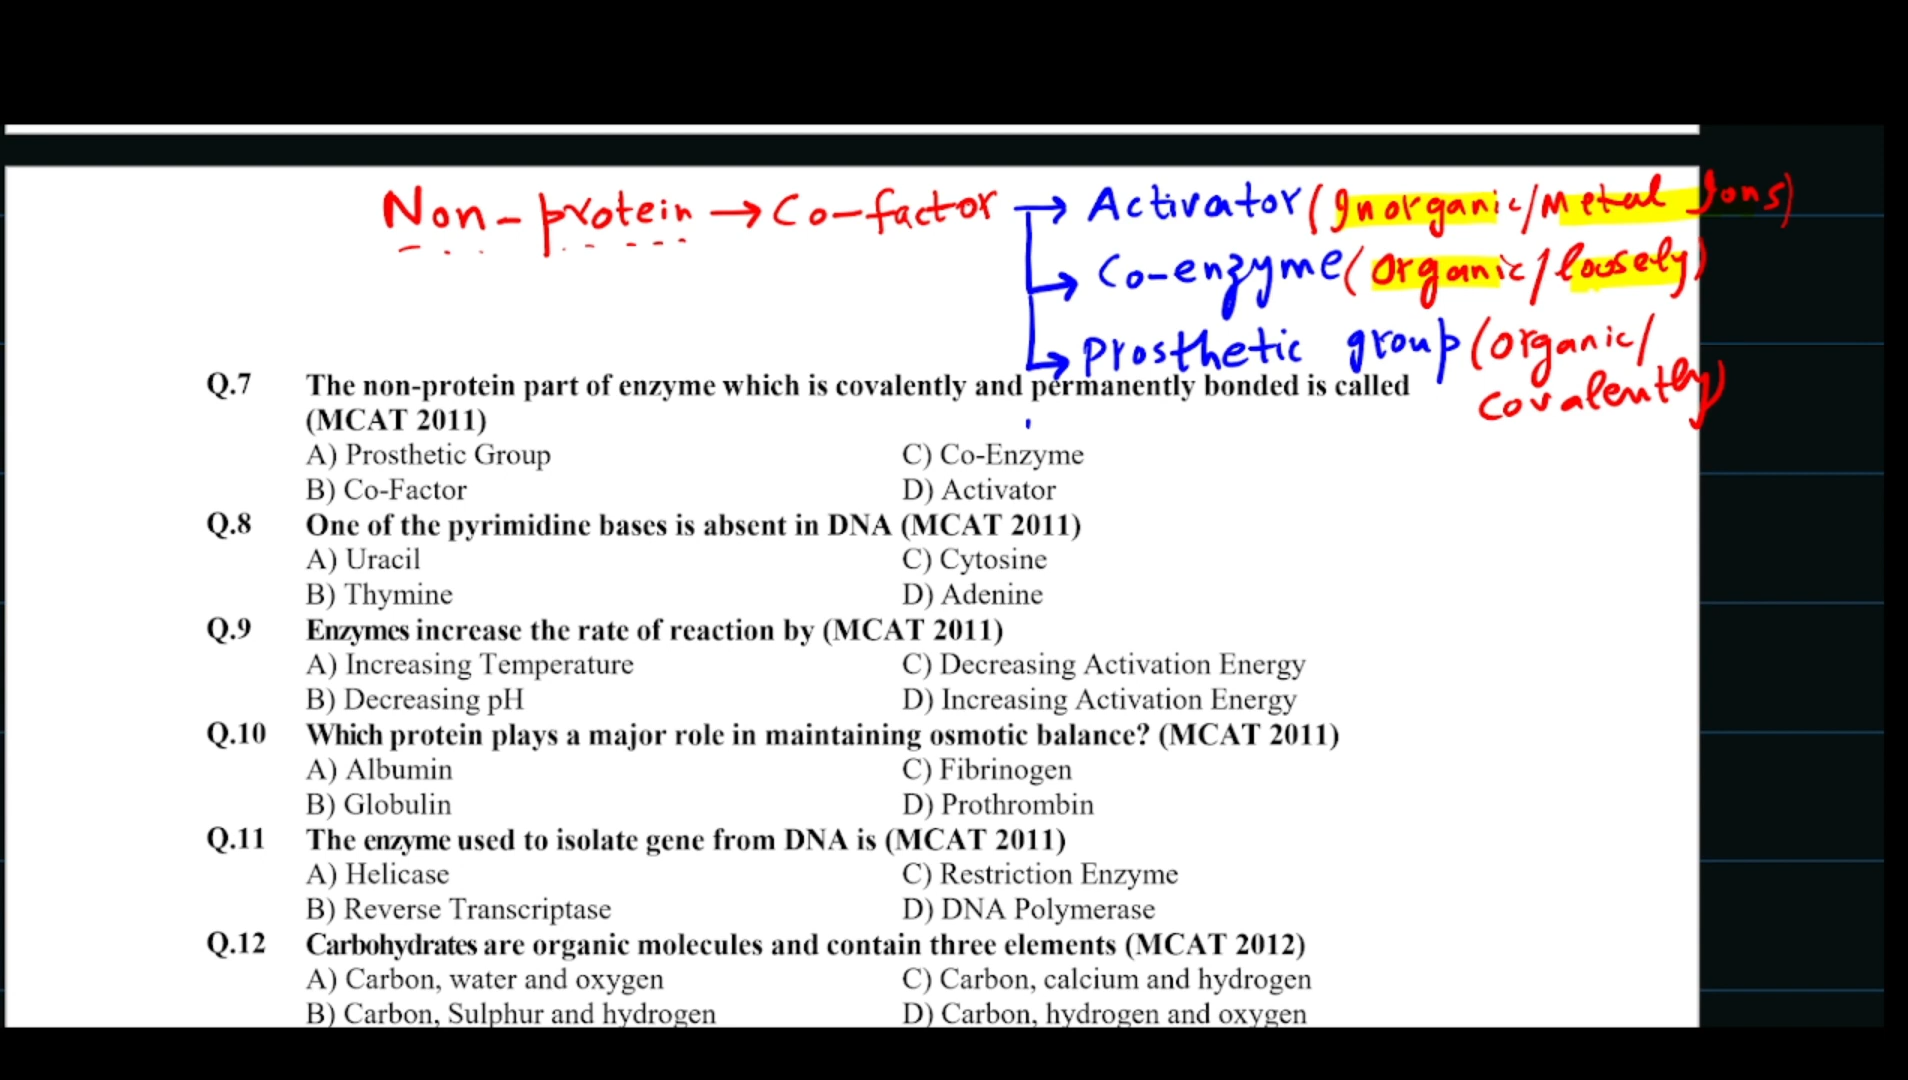 Non-protein → Co-factor → Activator (Inorganic/Metal Ions)
→ Co-enzyme (organic/loosely)
→ Prosthetic group (organic/
covalently)
Q.7 The non-protein part of enzyme which is covalently and permanently bonded is called
(MCAT 2011)
A) Prosthetic Group C) Co-Enzyme
B) Co-Factor D) Activator
Q.8 One of the pyrimidine bases is absent in DNA (MCAT 2011)
A) Uracil C) Cytosine
B) Thymine D) Adenine
Q.9 Enzymes increase the rate of reaction by (MCAT 2011)
A) Increasing Temperature C) Decreasing Activation Energy
B) Decreasing pH D) Increasing Activation Energy
Q.10 Which protein plays a major role in maintaining osmotic balance? (MCAT 2011)
A) Albumin C) Fibrinogen
B) Globulin D) Prothrombin
Q.11 The enzyme used to isolate gene from DNA is (MCAT 2011)
A) Helicase C) Restriction Enzyme
B) Reverse Transcriptase D) DNA Polymerase
Q.12 Carbohydrates are organic molecules and contain three elements (MCAT 2012)
A) Carbon, water and oxygen C) Carbon, calcium and hydrogen
B) Carbon, Sulphur and hydrogen D) Carbon, hydrogen and oxygen